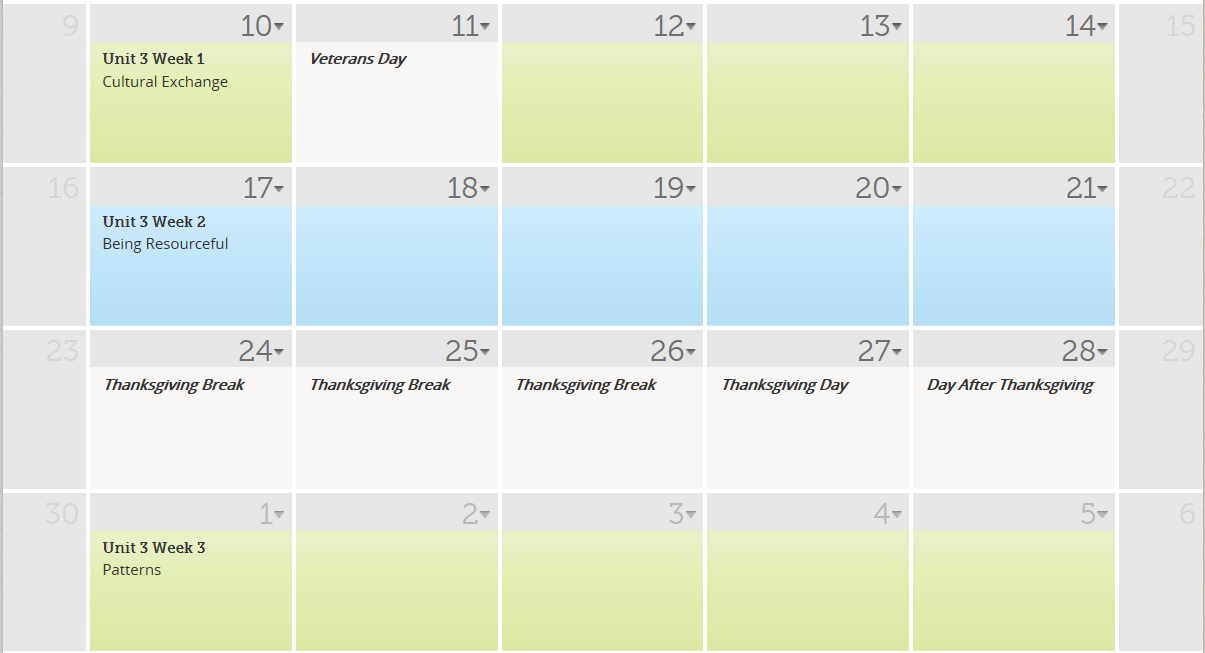 9 10 11 12 13 14 15
Unit 3 Week 1 Veterans Day
Cultural Exchange
16 17 18 19 20 21 22
Unit 3 Week 2
Being Resourceful
23 24 25 26 27 28 29
Thanksgiving Break Thanksgiving Break Thanksgiving Break Thanksgiving Day Day After Thanksgiving
30 1 2 3 4 5 6
Unit 3 Week 3
Patterns